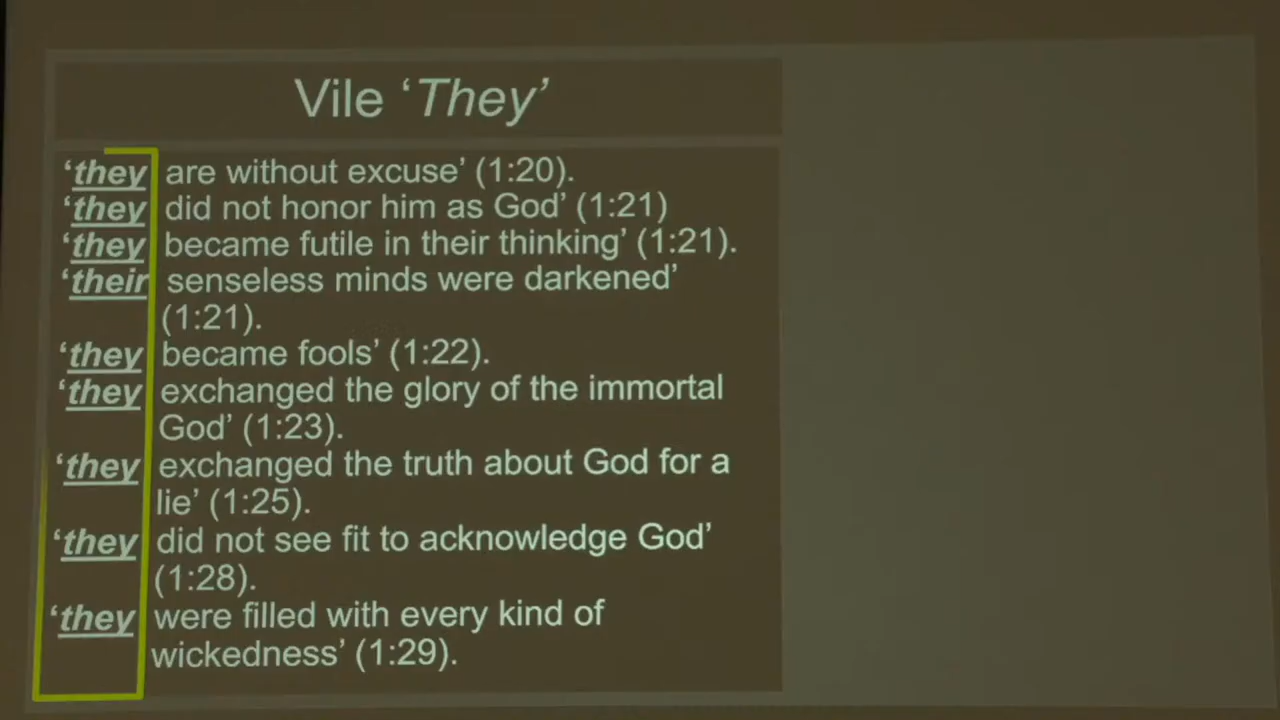 Vile ‘They’
‘they are without excuse’ (1:20).
‘they did not honor him as God’ (1:21)
‘they became futile in their thinking’ (1:21).
‘their senseless minds were darkened’
(1:21).
‘they became fools’ (1:22).
‘they exchanged the glory of the immortal
God’ (1:23).
‘they exchanged the truth about God for a
lie’ (1:25).
‘they did not see fit to acknowledge God’
(1:28).
‘they were filled with every kind of
wickedness’ (1:29).